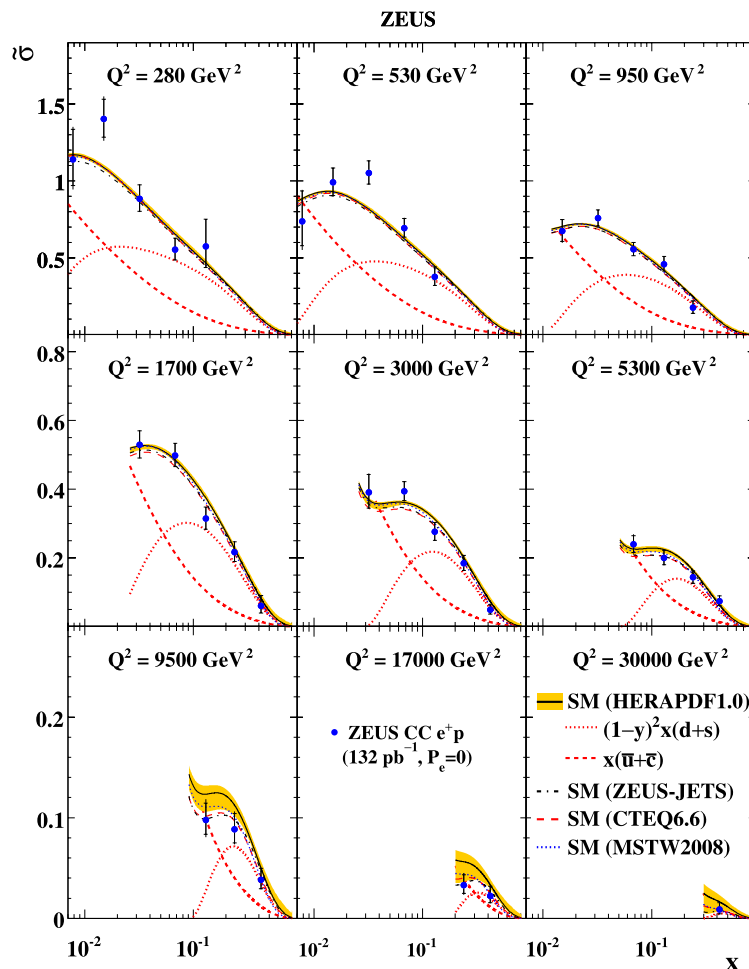 ZEUS
σ̃
Q² = 280 GeV²
Q² = 530 GeV²
Q² = 950 GeV²
1.5
1
0.5
0
Q² = 1700 GeV²
Q² = 3000 GeV²
Q² = 5300 GeV²
0.8
0.6
0.4
0.2
0
Q² = 9500 GeV²
Q² = 17000 GeV²
Q² = 30000 GeV²
0.2
0.1
0
ZEUS CC e⁺p
(132 pb⁻¹, Pₑ=0)
SM (HERAPDF1.0)
(1−y)²x(d+s)
x(u̅+c̅)
SM (ZEUS-JETS)
SM (CTEQ6.6)
SM (MSTW2008)
10⁻² 10⁻¹ 10⁻² 10⁻¹ 10⁻² 10⁻¹ x